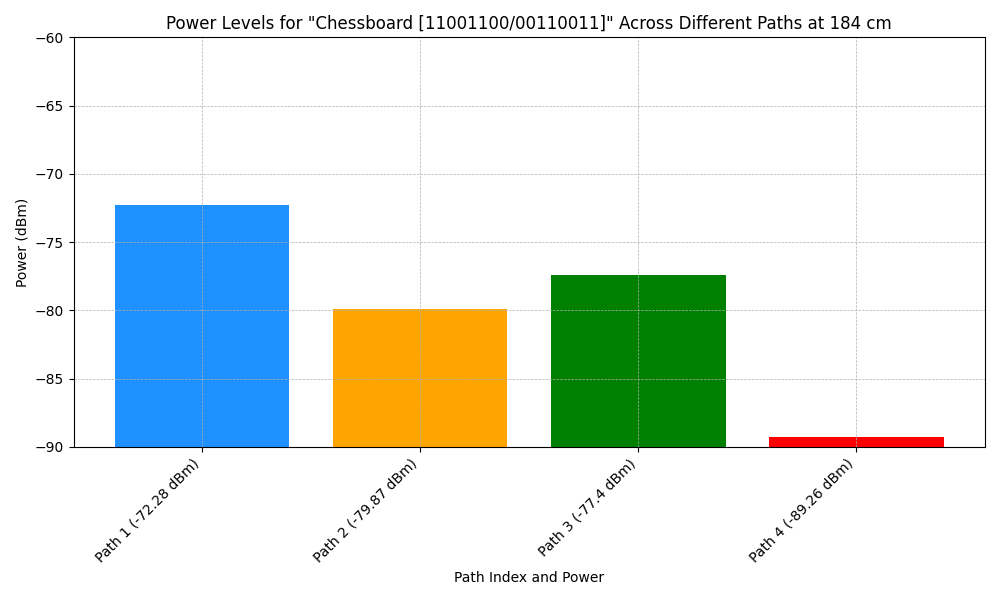 Power Levels for "Chessboard [11001100/00110011]" Across Different Paths at 184 cm
Power (dBm)
−60
−65
−70
−75
−80
−85
−90
Path 1 (-72.28 dBm)
Path 2 (-79.87 dBm)
Path 3 (-77.4 dBm)
Path 4 (-89.26 dBm)
Path Index and Power